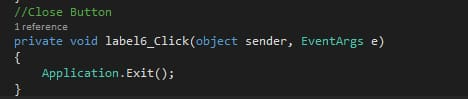 //Close Button
1 reference
private void label6_Click(object sender, EventArgs e)
{
    Application.Exit();
}